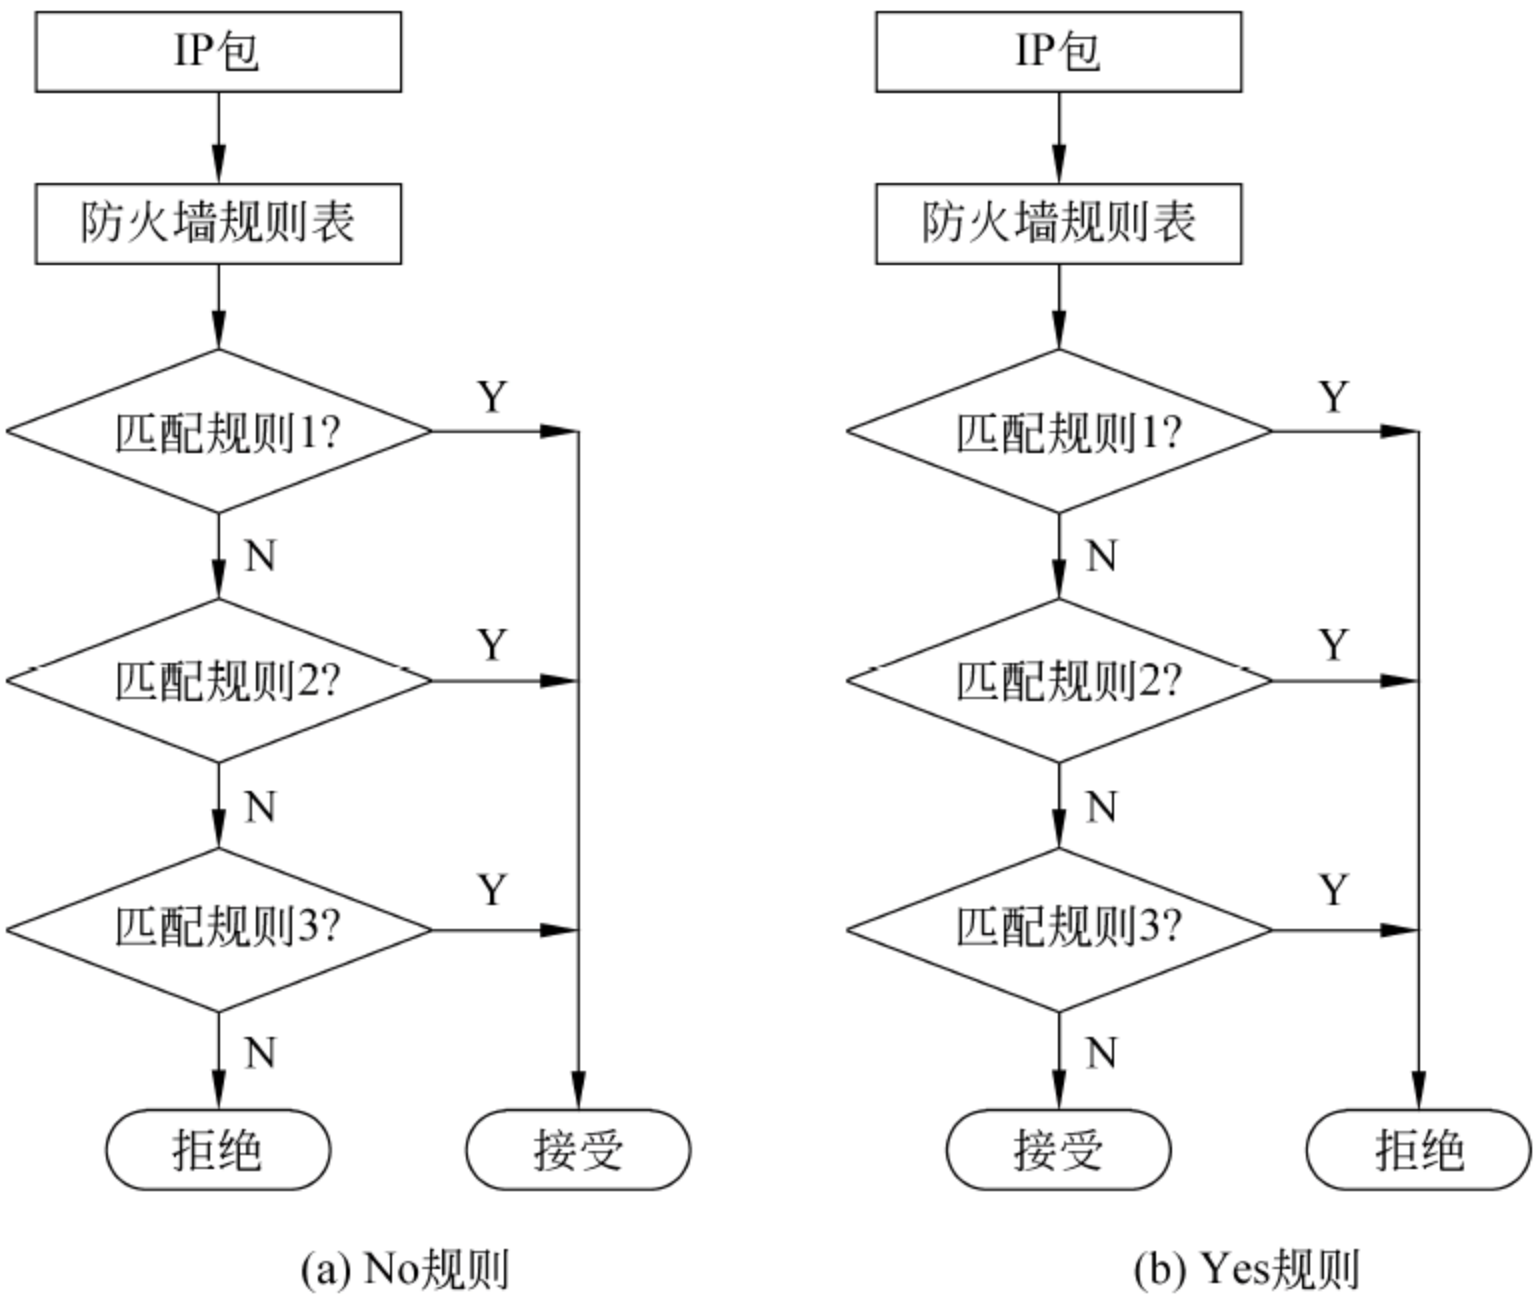 IP包
防火墙规则表
匹配规则1?
Y
N
匹配规则2?
Y
N
匹配规则3?
Y
N
拒绝
接受
(a) No规则
IP包
防火墙规则表
匹配规则1?
Y
N
匹配规则2?
Y
N
匹配规则3?
Y
N
接受
拒绝
(b) Yes规则